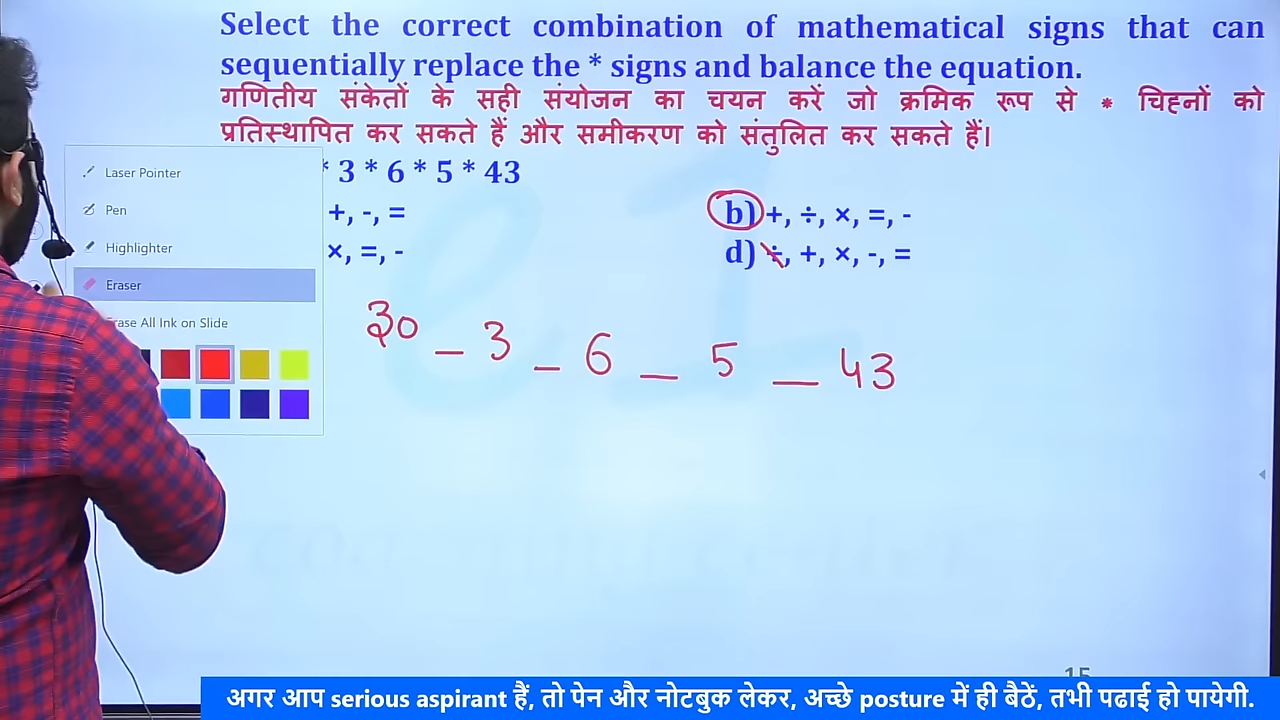 Select the correct combination of mathematical signs that can
sequentially replace the * signs and balance the equation.
गणितीय संकेतों के सही संयोजन का चयन करें जो क्रमिक रूप से * चिह्नों को
प्रतिस्थापित कर सकते हैं और समीकरण को संतुलित कर सकते हैं।
* 3 * 6 * 5 * 43
+, -, =
b) +, ÷, ×, =, -
×, =, -
d) ÷, +, ×, -, =
Laser Pointer
Pen
Highlighter
Eraser
rase All Ink on Slide
30 _ 3 _ 6 _ 5 _ 43
15
अगर आप serious aspirant हैं, तो पेन और नोटबुक लेकर, अच्छे posture में ही बैठें, तभी पढाई हो पायेगी.